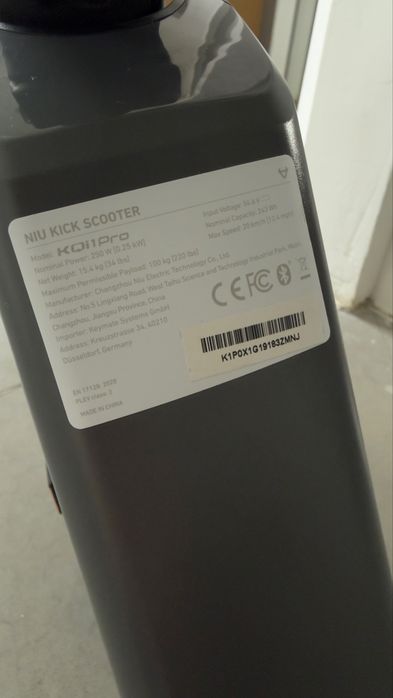 NIU KICK SCOOTER
Model: KQi1Pro
Nominal Power: 250 W (0.25 kW)
Net Weight: 15.4 kg (34 lbs)
Maximum Permissible Payload: 100 kg (220 lbs)
Manufacturer: Changzhou Niu Electric Technology Co., Ltd.
Address: No.5 Lingxiang Road, West Taihu Science and Technology Industrial Park, Wujin,
Changzhou, Jiangsu Province, China
Importer: Keymate Systems GmbH
Address: Kreuzstrasse 34, 40210
Düsseldorf, Germany
Input Voltage: 54.6 V
Nominal Capacity: 243 Wh
Max Speed: 20 km/h (12.4 mph)
CE FC
K1P0X1G19183ZMNJ
EN 17128: 2020
PLEV class: 2
MADE IN CHINA